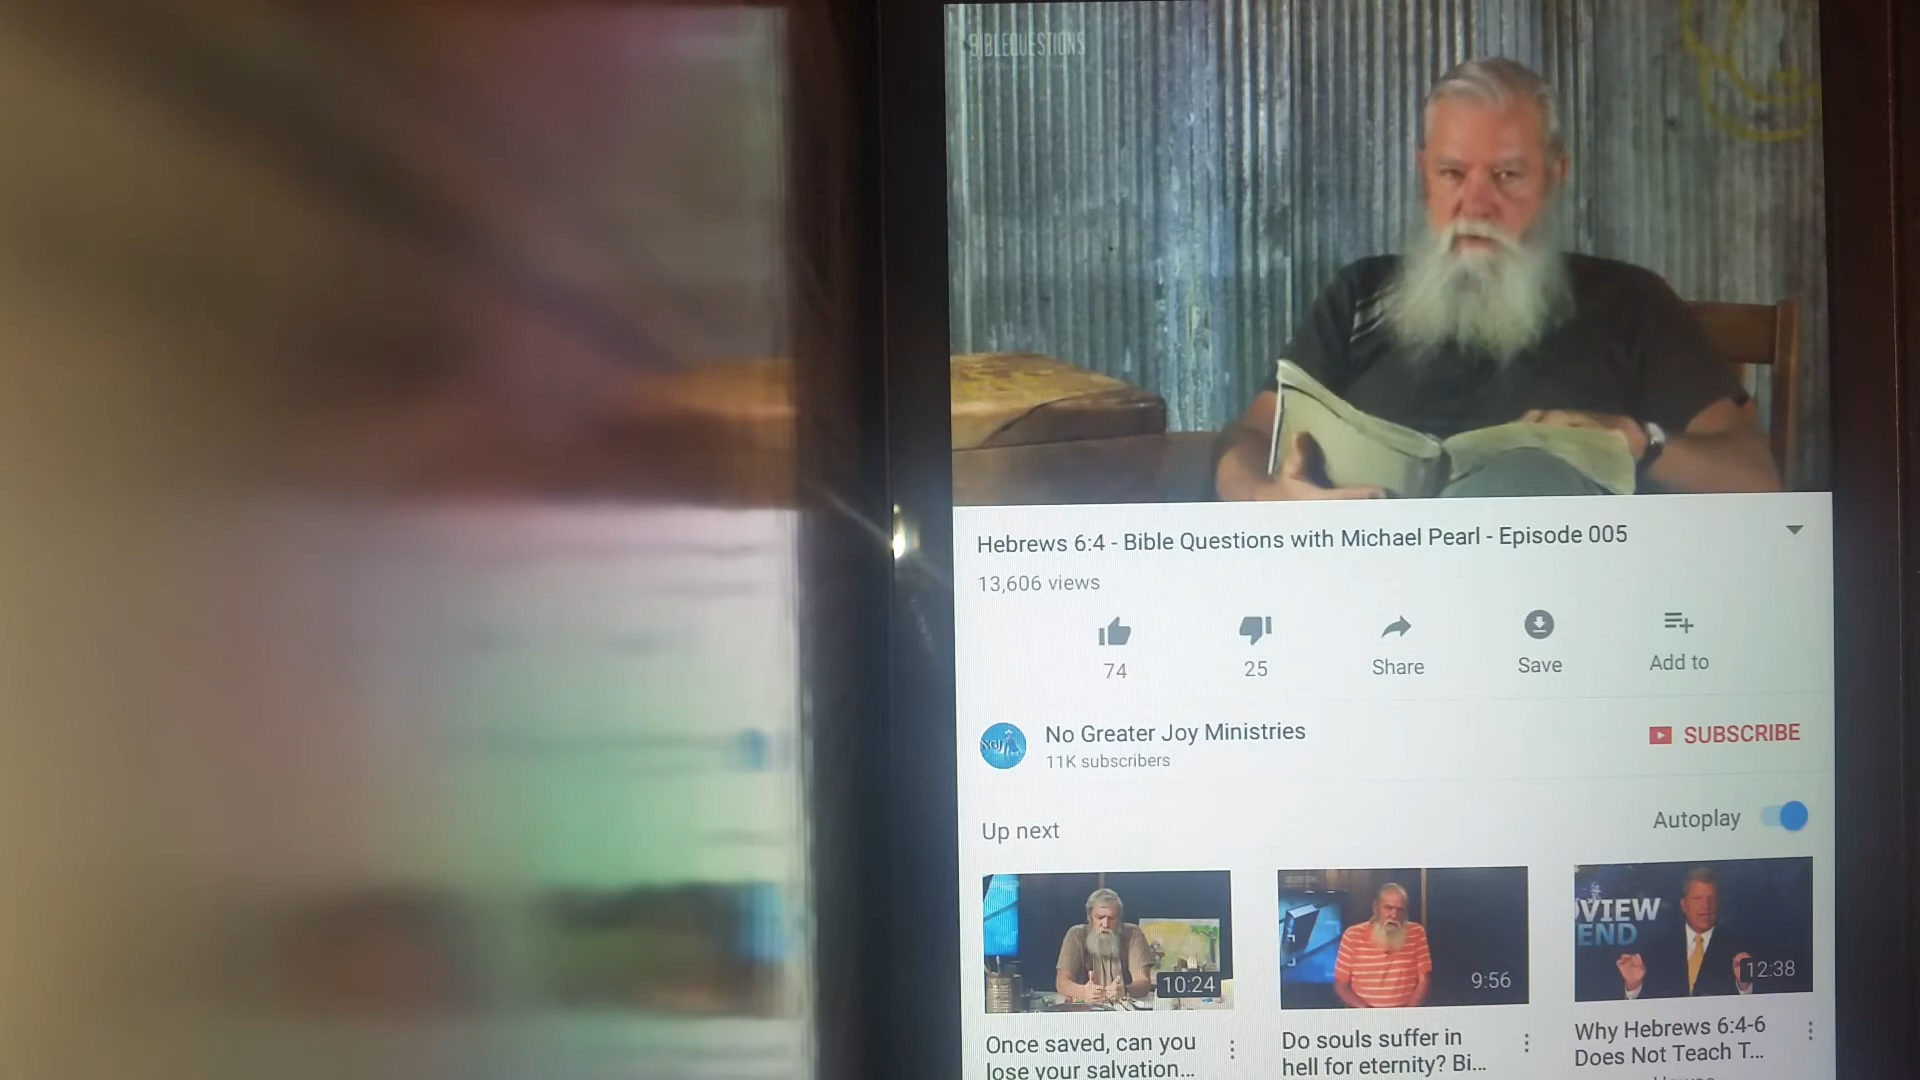 BIBLEQUESTIONS
Hebrews 6:4 - Bible Questions with Michael Pearl - Episode 005
13,606 views
74
25
Share
Save
Add to
No Greater Joy Ministries
11K subscribers
SUBSCRIBE
Up next
Autoplay
VIEW
END
10:24
9:56
12:38
Once saved, can you
lose your salvation...
Do souls suffer in
hell for eternity? Bi...
Why Hebrews 6:4-6
Does Not Teach T...